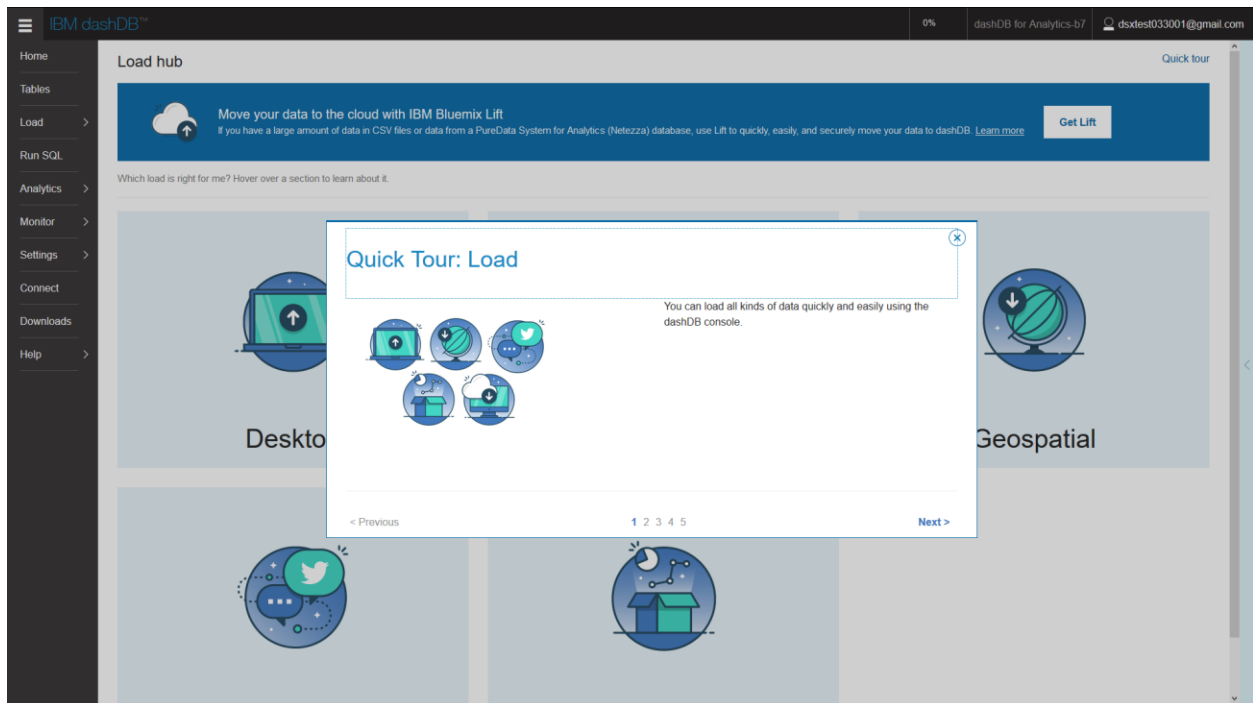 IBM dashDB™
0%
dashDB for Analytics-b7
dsxtest033001@gmail.com
Home
Tables
Load
Run SQL
Analytics
Monitor
Settings
Connect
Downloads
Help
Load hub
Quick tour
Move your data to the cloud with IBM Bluemix Lift
If you have a large amount of data in CSV files or data from a PureData System for Analytics (Netezza) database, use Lift to quickly, easily, and securely move your data to dashDB. Learn more
Get Lift
Which load is right for me? Hover over a section to learn about it.
Quick Tour: Load
You can load all kinds of data quickly and easily using the
dashDB console.
Deskto
Geospatial
< Previous
1 2 3 4 5
Next >